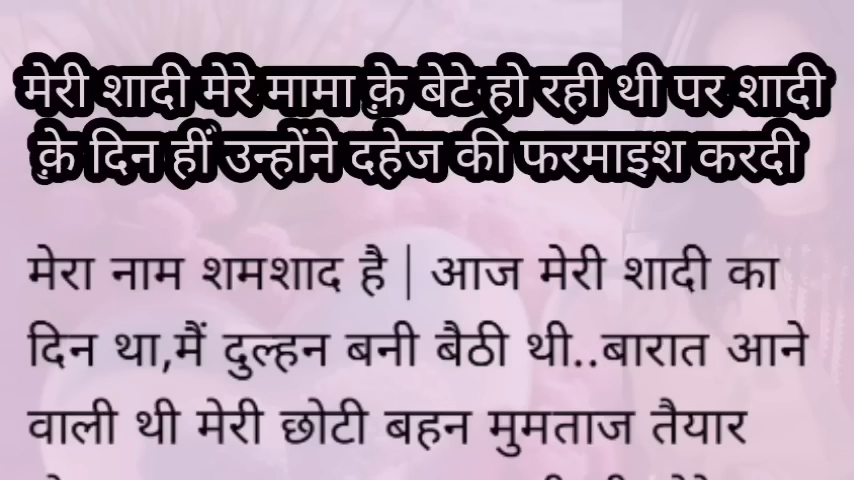 मेरी शादी मेरे मामा क़े बेटे हो रही थी पर शादी
क़े दिन हीं उन्होंने दहेज की फरमाइश करदी
मेरा नाम शमशाद है | आज मेरी शादी का
दिन था,मैं दुल्हन बनी बैठी थी..बारात आने
वाली थी मेरी छोटी बहन मुमताज तैयार